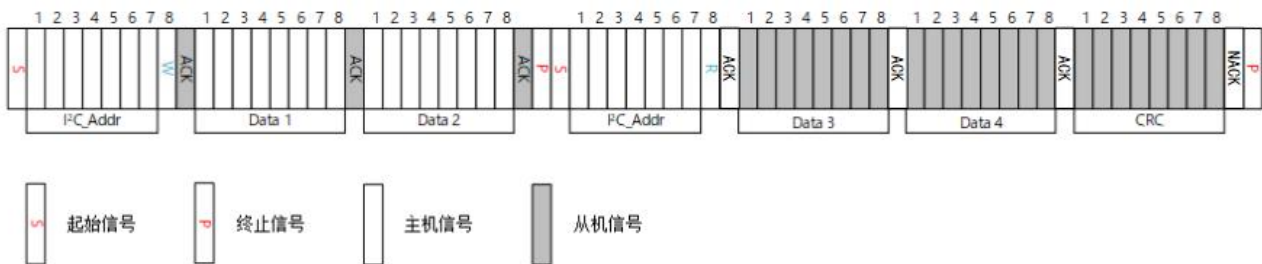 1 2 3 4 5 6 7 8 1 2 3 4 5 6 7 8 1 2 3 4 5 6 7 8 1 2 3 4 5 6 7 8 1 2 3 4 5 6 7 8 1 2 3 4 5 6 7 8 1 2 3 4 5 6 7 8
S W ACK ACK ACK P S R ACK ACK ACK NACK P
I²C_Addr Data 1 Data 2 I²C_Addr Data 3 Data 4 CRC
S 起始信号 P 终止信号 主机信号 从机信号